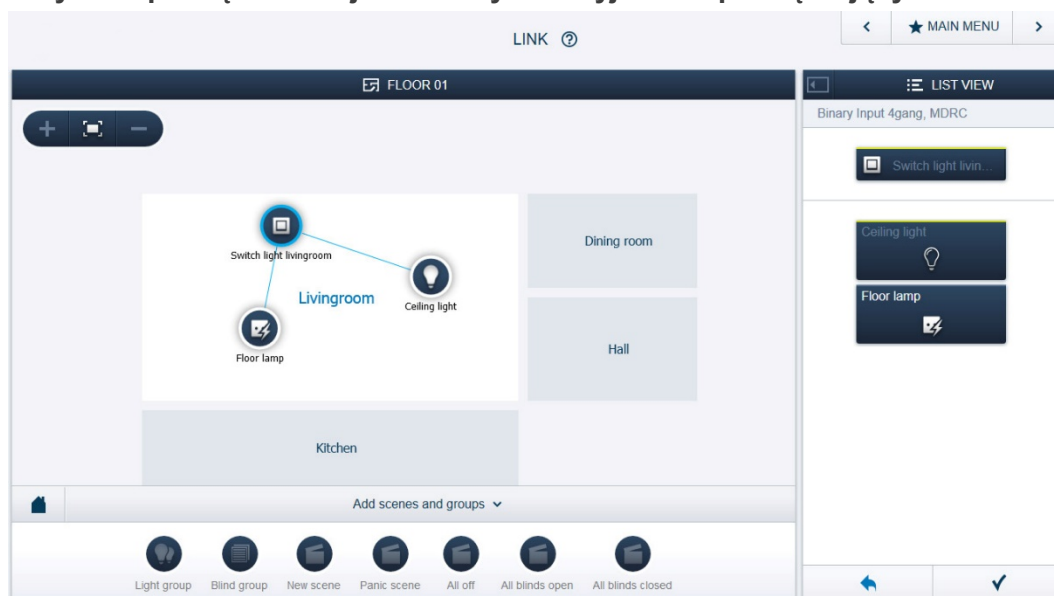 LINK ?
MAIN MENU
FLOOR 01
LIST VIEW
Binary Input 4gang, MDRC
Switch light livin...
Ceiling light
Floor lamp
Switch light livingroom
Livingroom
Ceiling light
Floor lamp
Dining room
Hall
Kitchen
Add scenes and groups
Light group
Blind group
New scene
Panic scene
All off
All blinds open
All blinds closed